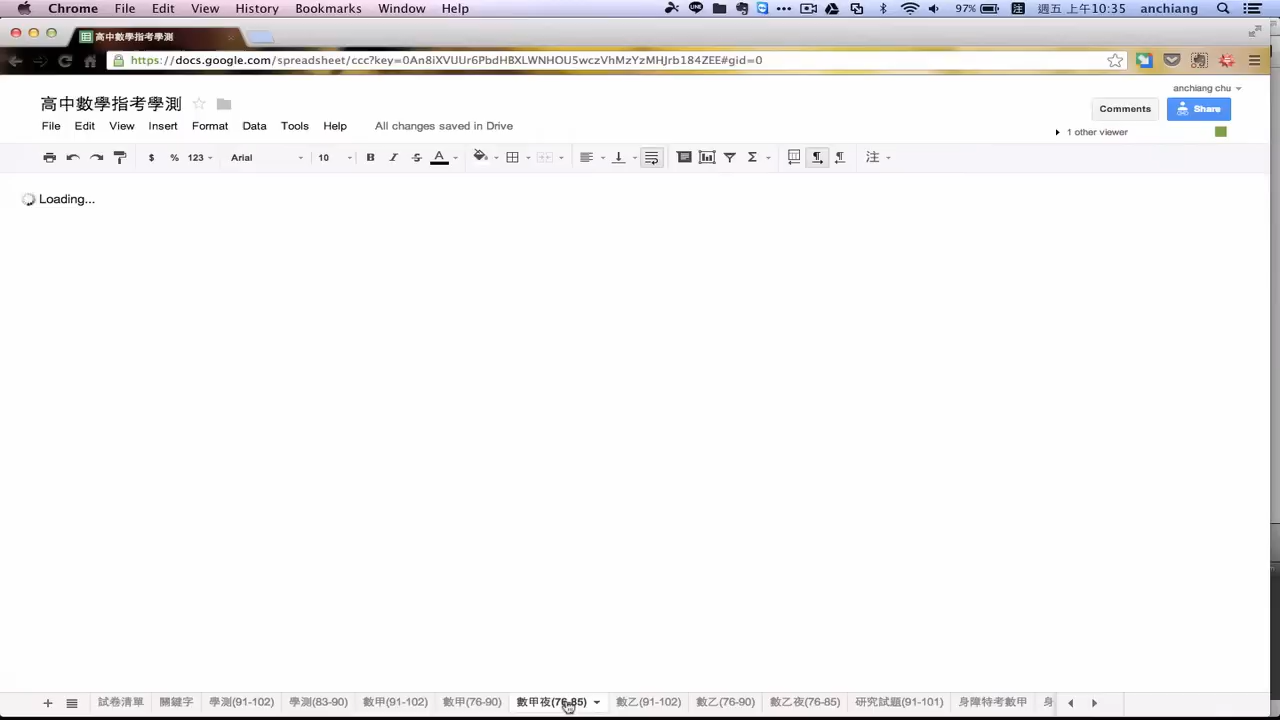 Chrome File Edit View History Bookmarks Window Help 97% 注 週五 上午10:35 anchiang
高中數學指考學測
https://docs.google.com/spreadsheet/ccc?key=0An8iXVUUr6PbdHBXLWNHOU5wczVhMzYzMHJrb184ZEE#gid=0
anchiang chu
高中數學指考學測
Comments Share
File Edit View Insert Format Data Tools Help All changes saved in Drive
1 other viewer
$ % 123 Arial 10 B I S A Σ 注
Loading...
試卷清單 關鍵字 學測(91-102) 學測(83-90) 數甲(91-102) 數甲(76-90) 數甲夜(76-85) 數乙(91-102) 數乙(76-90) 數乙夜(76-85) 研究試題(91-101) 身障特考數甲